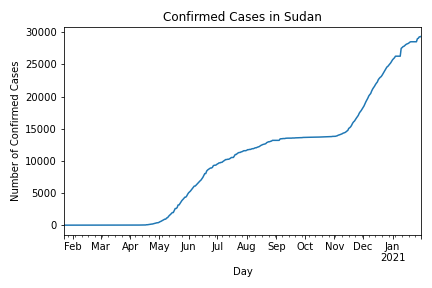 Confirmed Cases in Sudan
30000
25000
20000
15000
10000
5000
0
Number of Confirmed Cases
Feb Mar Apr May Jun Jul Aug Sep Oct Nov Dec Jan
2021
Day